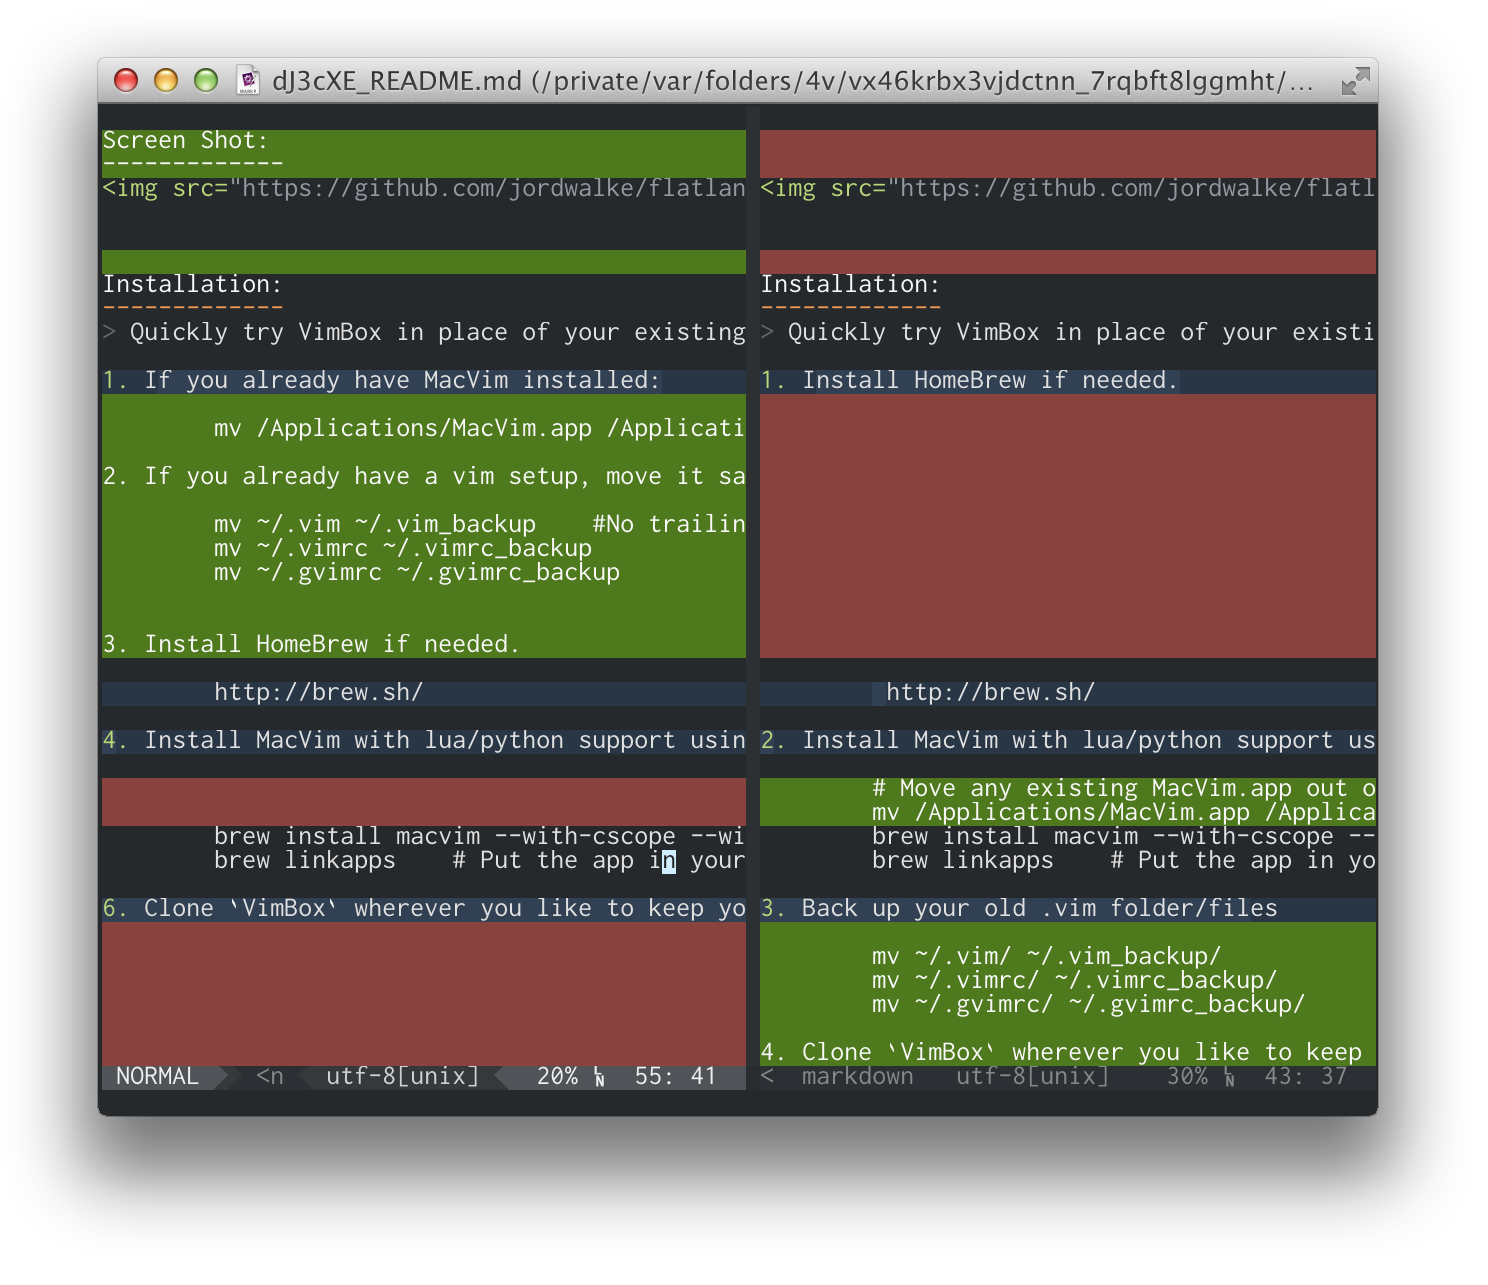 dJ3cXE_README.md (/private/var/folders/4v/vx46krbx3vjdctnn_7rqbft8lggmht/...
Screen Shot:
-------------
<img src="https://github.com/jordwalke/flatlan
Installation:
-------------
> Quickly try VimBox in place of your existing
1. If you already have MacVim installed:
mv /Applications/MacVim.app /Applicati
2. If you already have a vim setup, move it sa
mv ~/.vim ~/.vim_backup    #No trailin
mv ~/.vimrc ~/.vimrc_backup
mv ~/.gvimrc ~/.gvimrc_backup
3. Install HomeBrew if needed.
http://brew.sh/
4. Install MacVim with lua/python support usin
brew install macvim --with-cscope --wi
brew linkapps    # Put the app in your
6. Clone `VimBox` wherever you like to keep yo
NORMAL <n utf-8[unix] 20% LN 55: 41
<img src="https://github.com/jordwalke/flatl
Installation:
-------------
> Quickly try VimBox in place of your existi
1. Install HomeBrew if needed.
http://brew.sh/
2. Install MacVim with lua/python support us
# Move any existing MacVim.app out o
mv /Applications/MacVim.app /Applica
brew install macvim --with-cscope --
brew linkapps    # Put the app in yo
3. Back up your old .vim folder/files
mv ~/.vim/ ~/.vim_backup/
mv ~/.vimrc/ ~/.vimrc_backup/
mv ~/.gvimrc/ ~/.gvimrc_backup/
4. Clone `VimBox` wherever you like to keep
< markdown utf-8[unix] 30% LN 43: 37